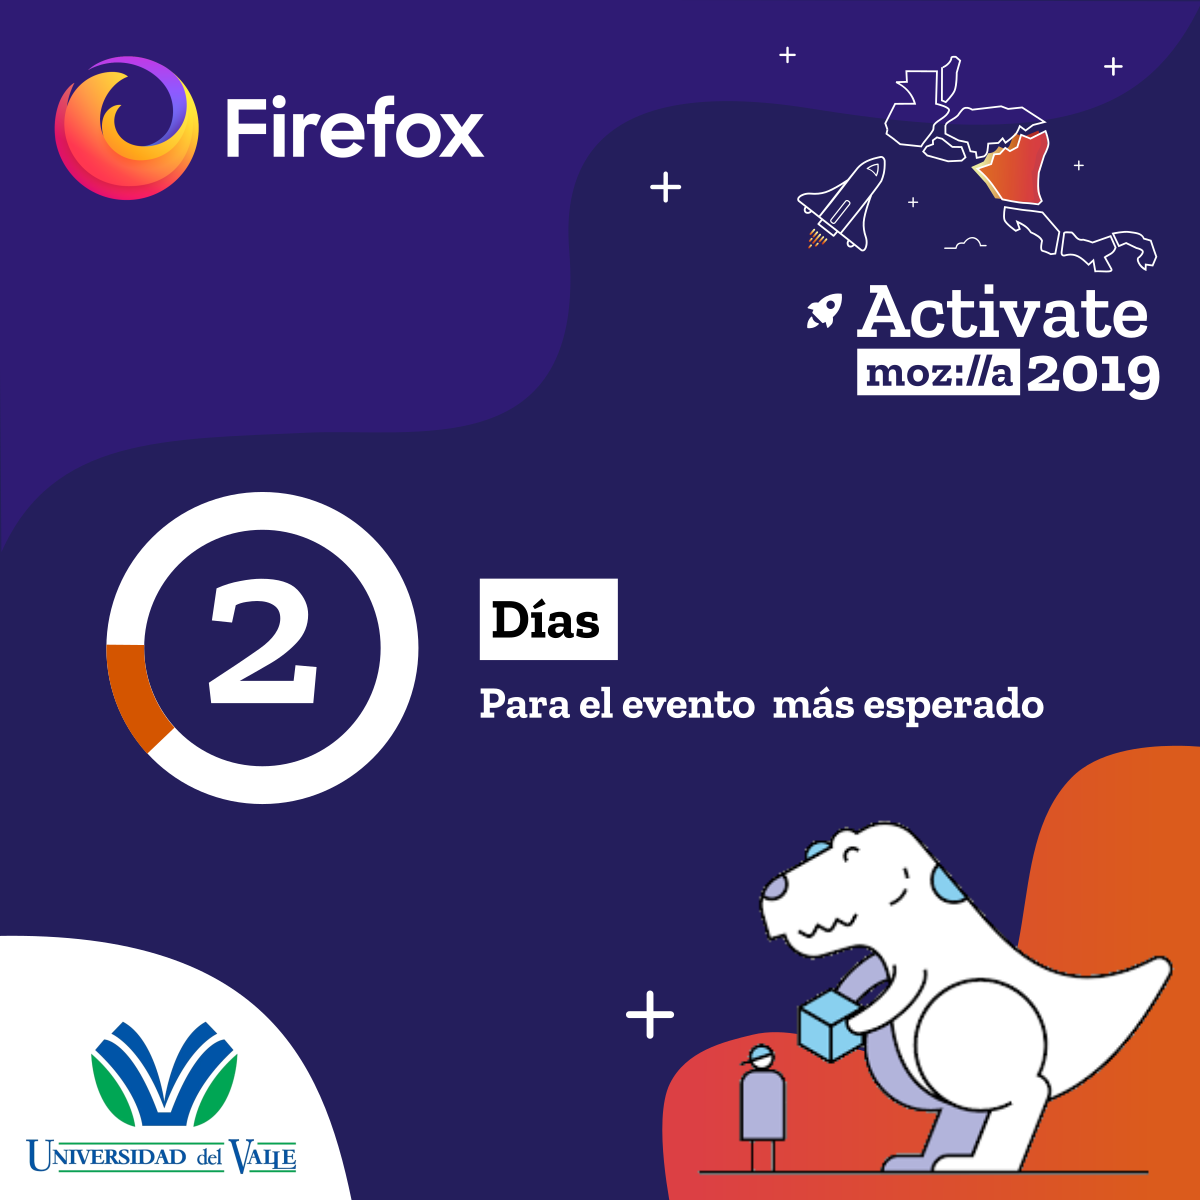 Firefox
Activate
moz://a 2019
2
Días
Para el evento más esperado
UNIVERSIDAD del VALLE